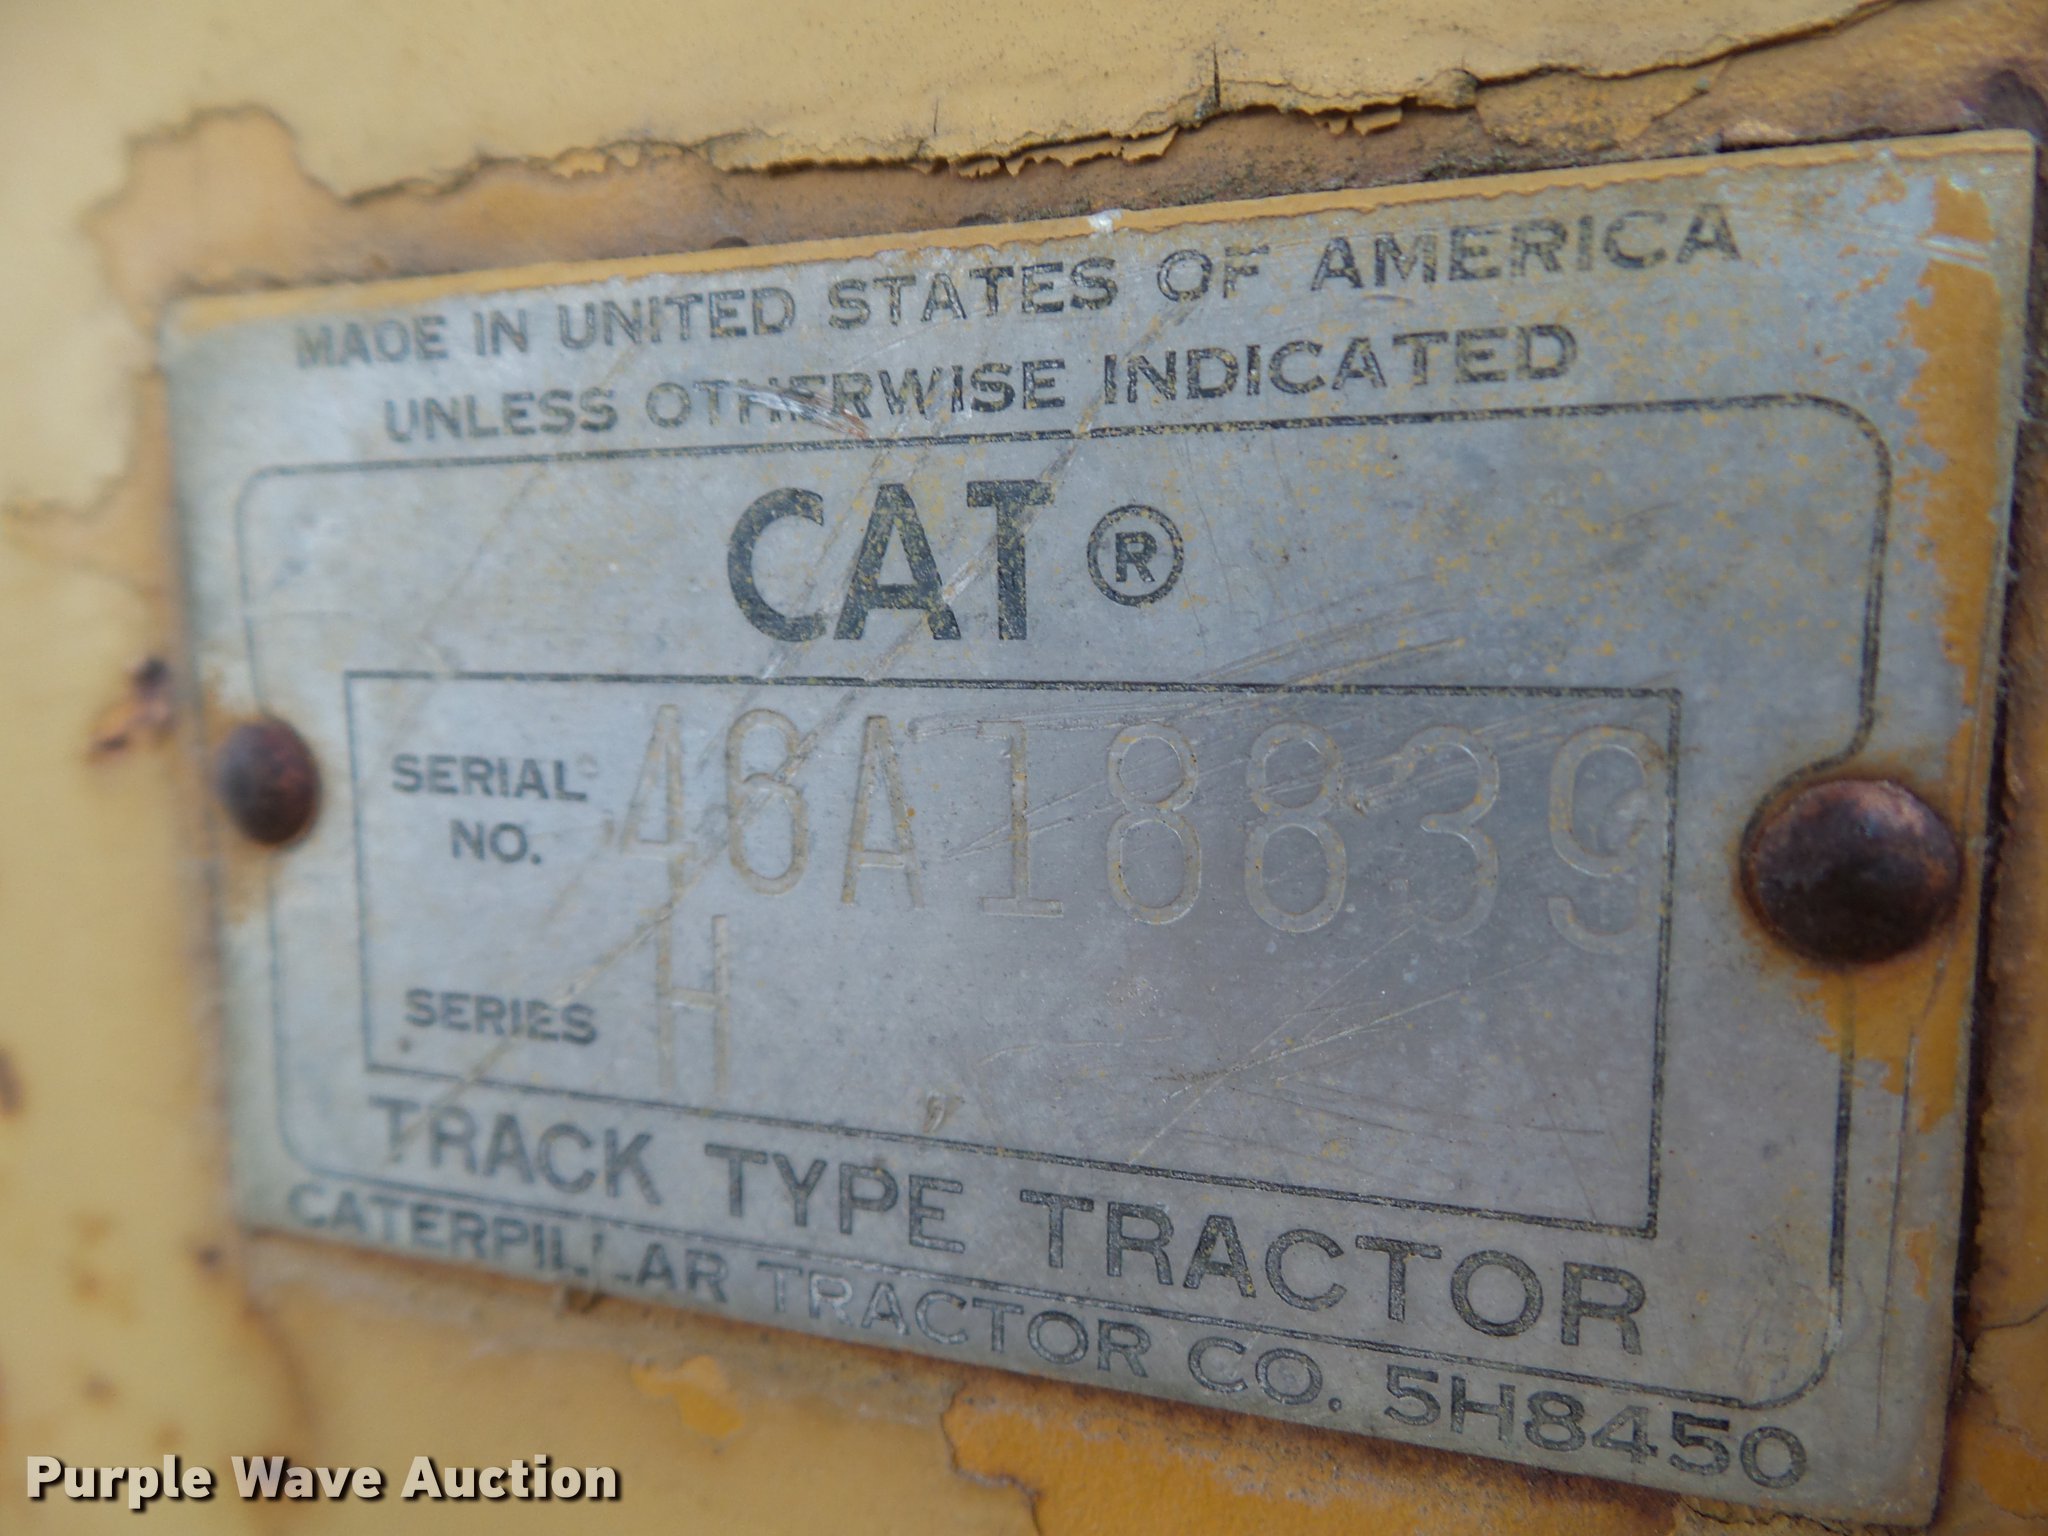 MADE IN UNITED STATES OF AMERICA
UNLESS OTHERWISE INDICATED
CAT ®
SERIAL NO. 46A18839
SERIES H
TRACK TYPE TRACTOR
CATERPILLAR TRACTOR CO. 5H8450
Purple Wave Auction